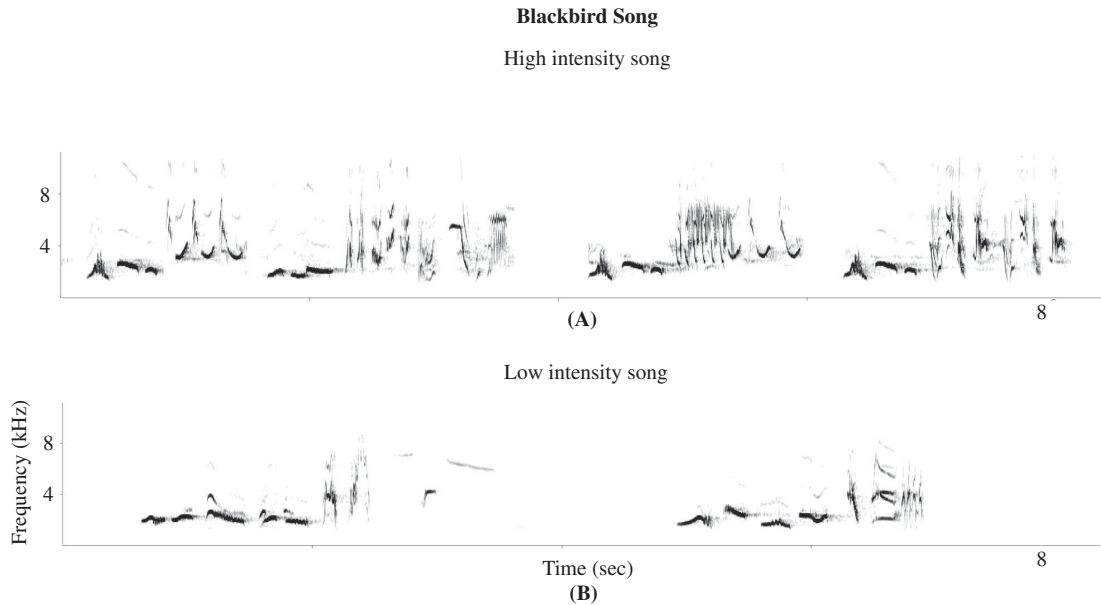 Blackbird Song
High intensity song
8
4
8
(A)
Low intensity song
Frequency (kHz)
8
4
8
Time (sec)
(B)